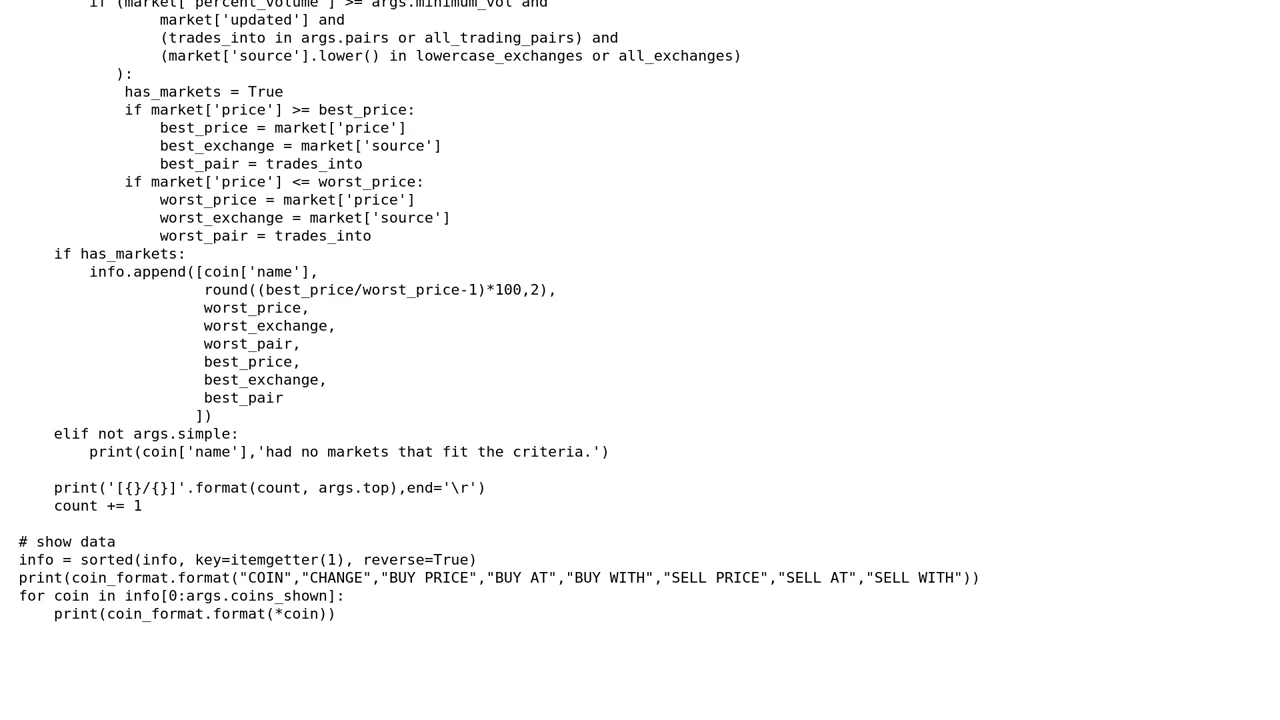 if (market['percent_volume'] >= args.minimum_vol and
market['updated'] and
(trades_into in args.pairs or all_trading_pairs) and
(market['source'].lower() in lowercase_exchanges or all_exchanges)
):
has_markets = True
if market['price'] >= best_price:
best_price = market['price']
best_exchange = market['source']
best_pair = trades_into
if market['price'] <= worst_price:
worst_price = market['price']
worst_exchange = market['source']
worst_pair = trades_into
if has_markets:
info.append([coin['name'],
round((best_price/worst_price-1)*100,2),
worst_price,
worst_exchange,
worst_pair,
best_price,
best_exchange,
best_pair
])
elif not args.simple:
print(coin['name'],'had no markets that fit the criteria.')
print('[{}/{}]'.format(count, args.top),end='\r')
count += 1
# show data
info = sorted(info, key=itemgetter(1), reverse=True)
print(coin_format.format("COIN","CHANGE","BUY PRICE","BUY AT","BUY WITH","SELL PRICE","SELL AT","SELL WITH"))
for coin in info[0:args.coins_shown]:
print(coin_format.format(*coin))